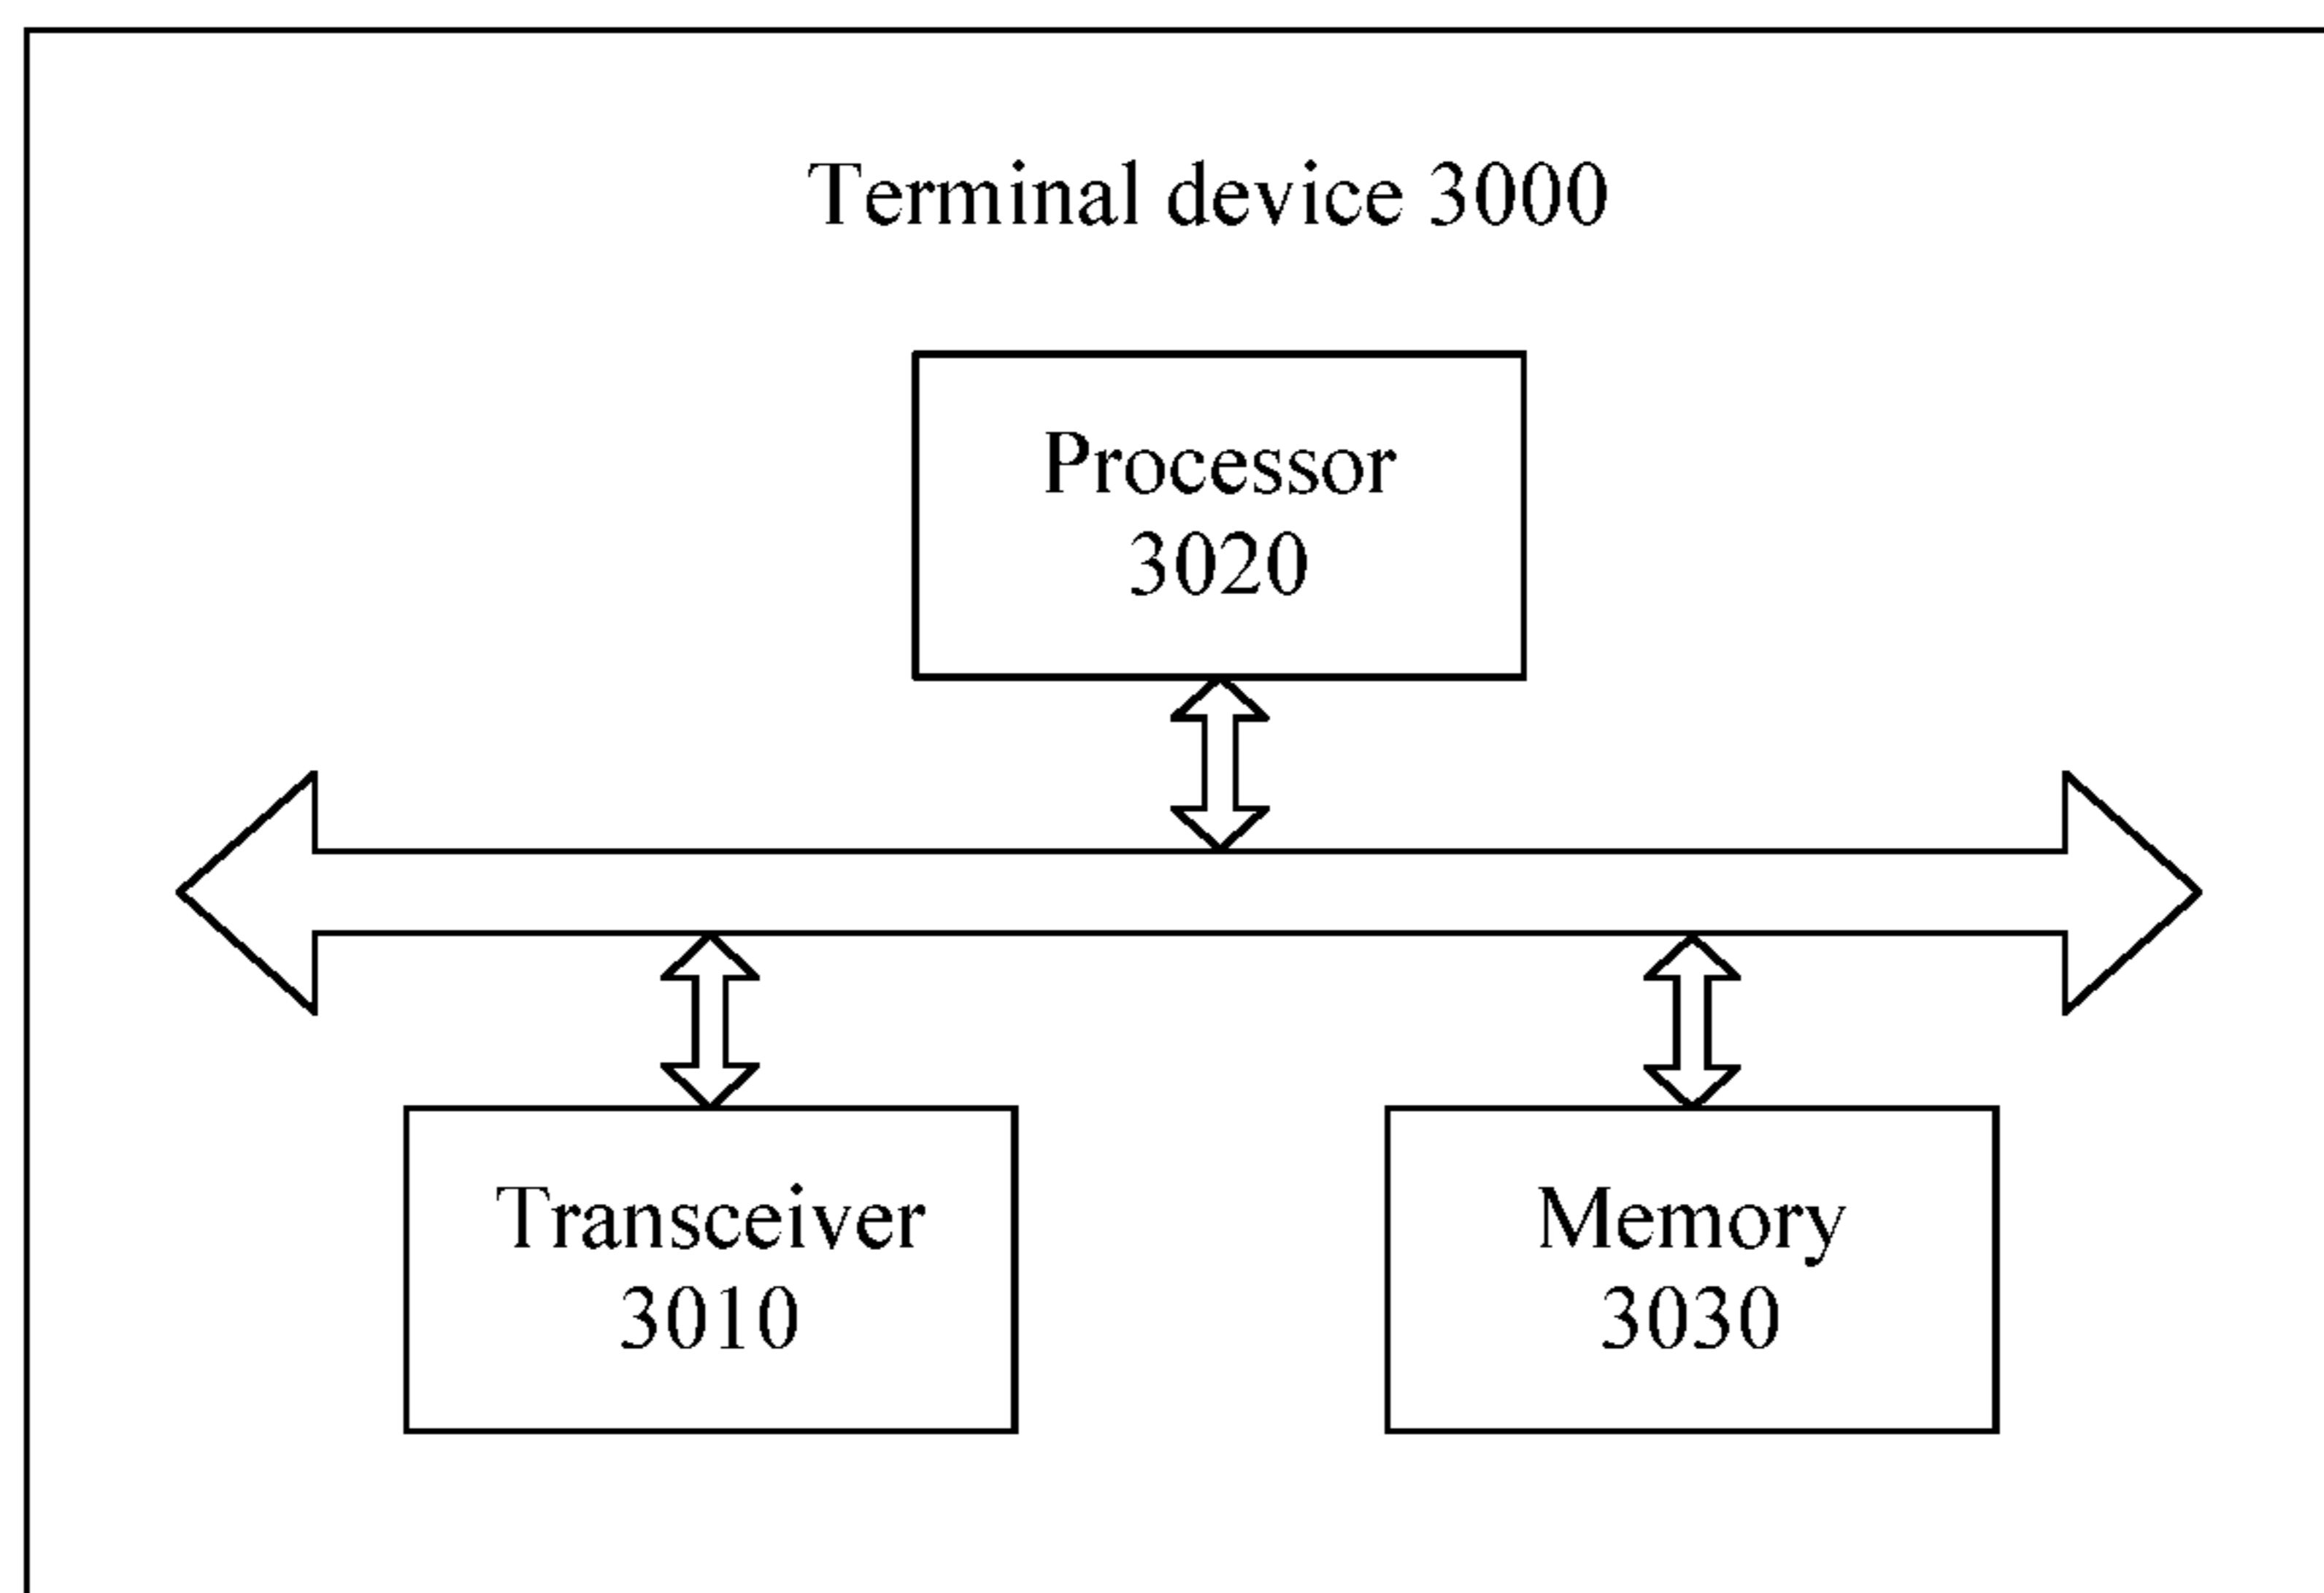 Terminal device 3000
Processor
3020
Transceiver
3010
Memory
3030